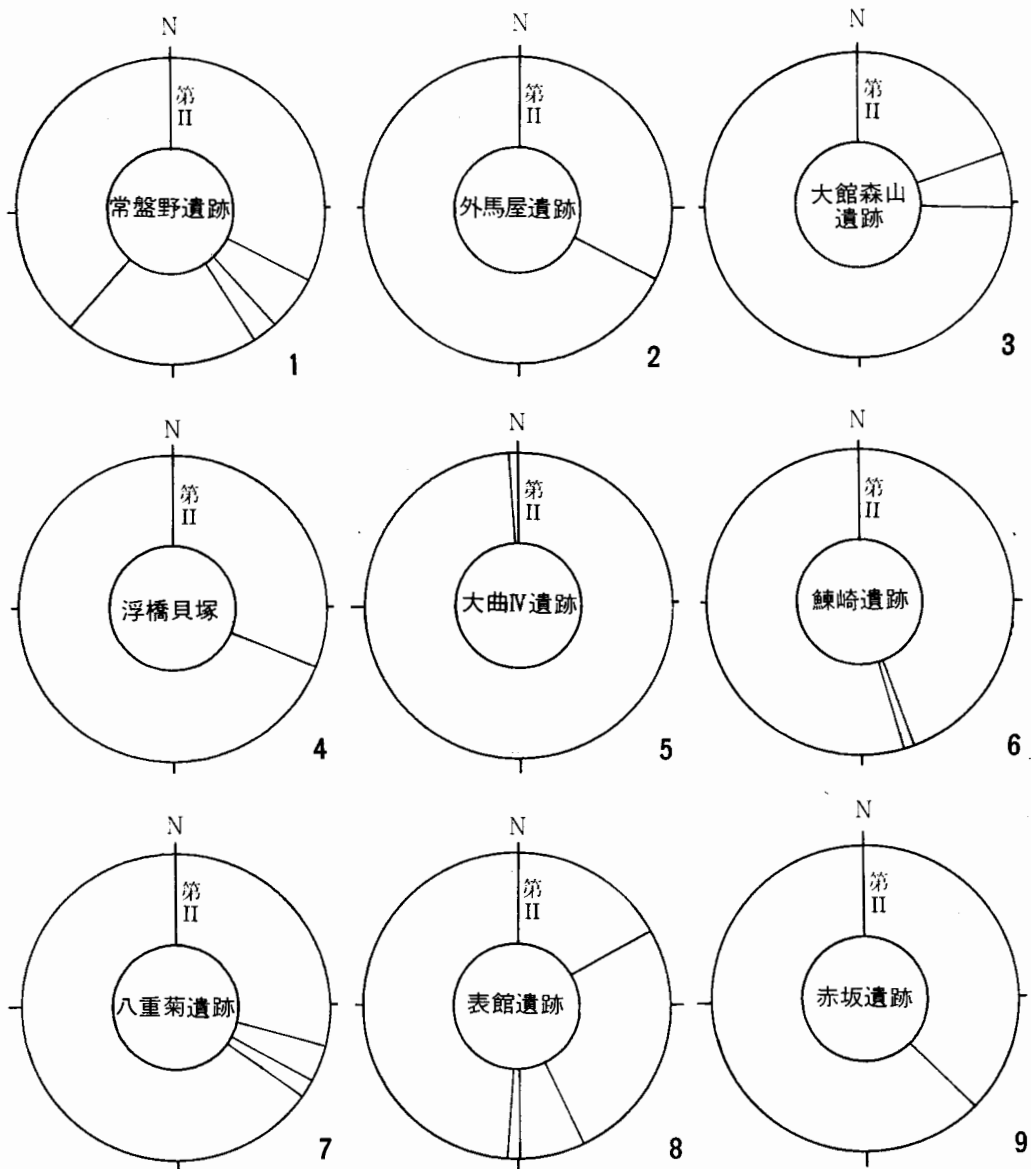 N
第
II
常盤野遺跡
1
N
第
II
外馬屋遺跡
2
N
第
II
大館森山
遺跡
3
N
第
II
浮橋貝塚
4
N
第
II
大曲Ⅳ遺跡
5
N
第
II
鰊崎遺跡
6
N
第
II
八重菊遺跡
7
N
第
II
表館遺跡
8
N
第
II
赤坂遺跡
9